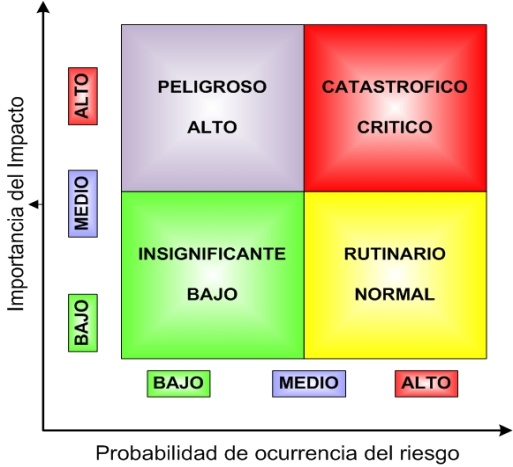 Importancia del Impacto
ALTO
MEDIO
BAJO
PELIGROSO
ALTO
CATASTROFICO
CRITICO
INSIGNIFICANTE
BAJO
RUTINARIO
NORMAL
BAJO
MEDIO
ALTO
Probabilidad de ocurrencia del riesgo